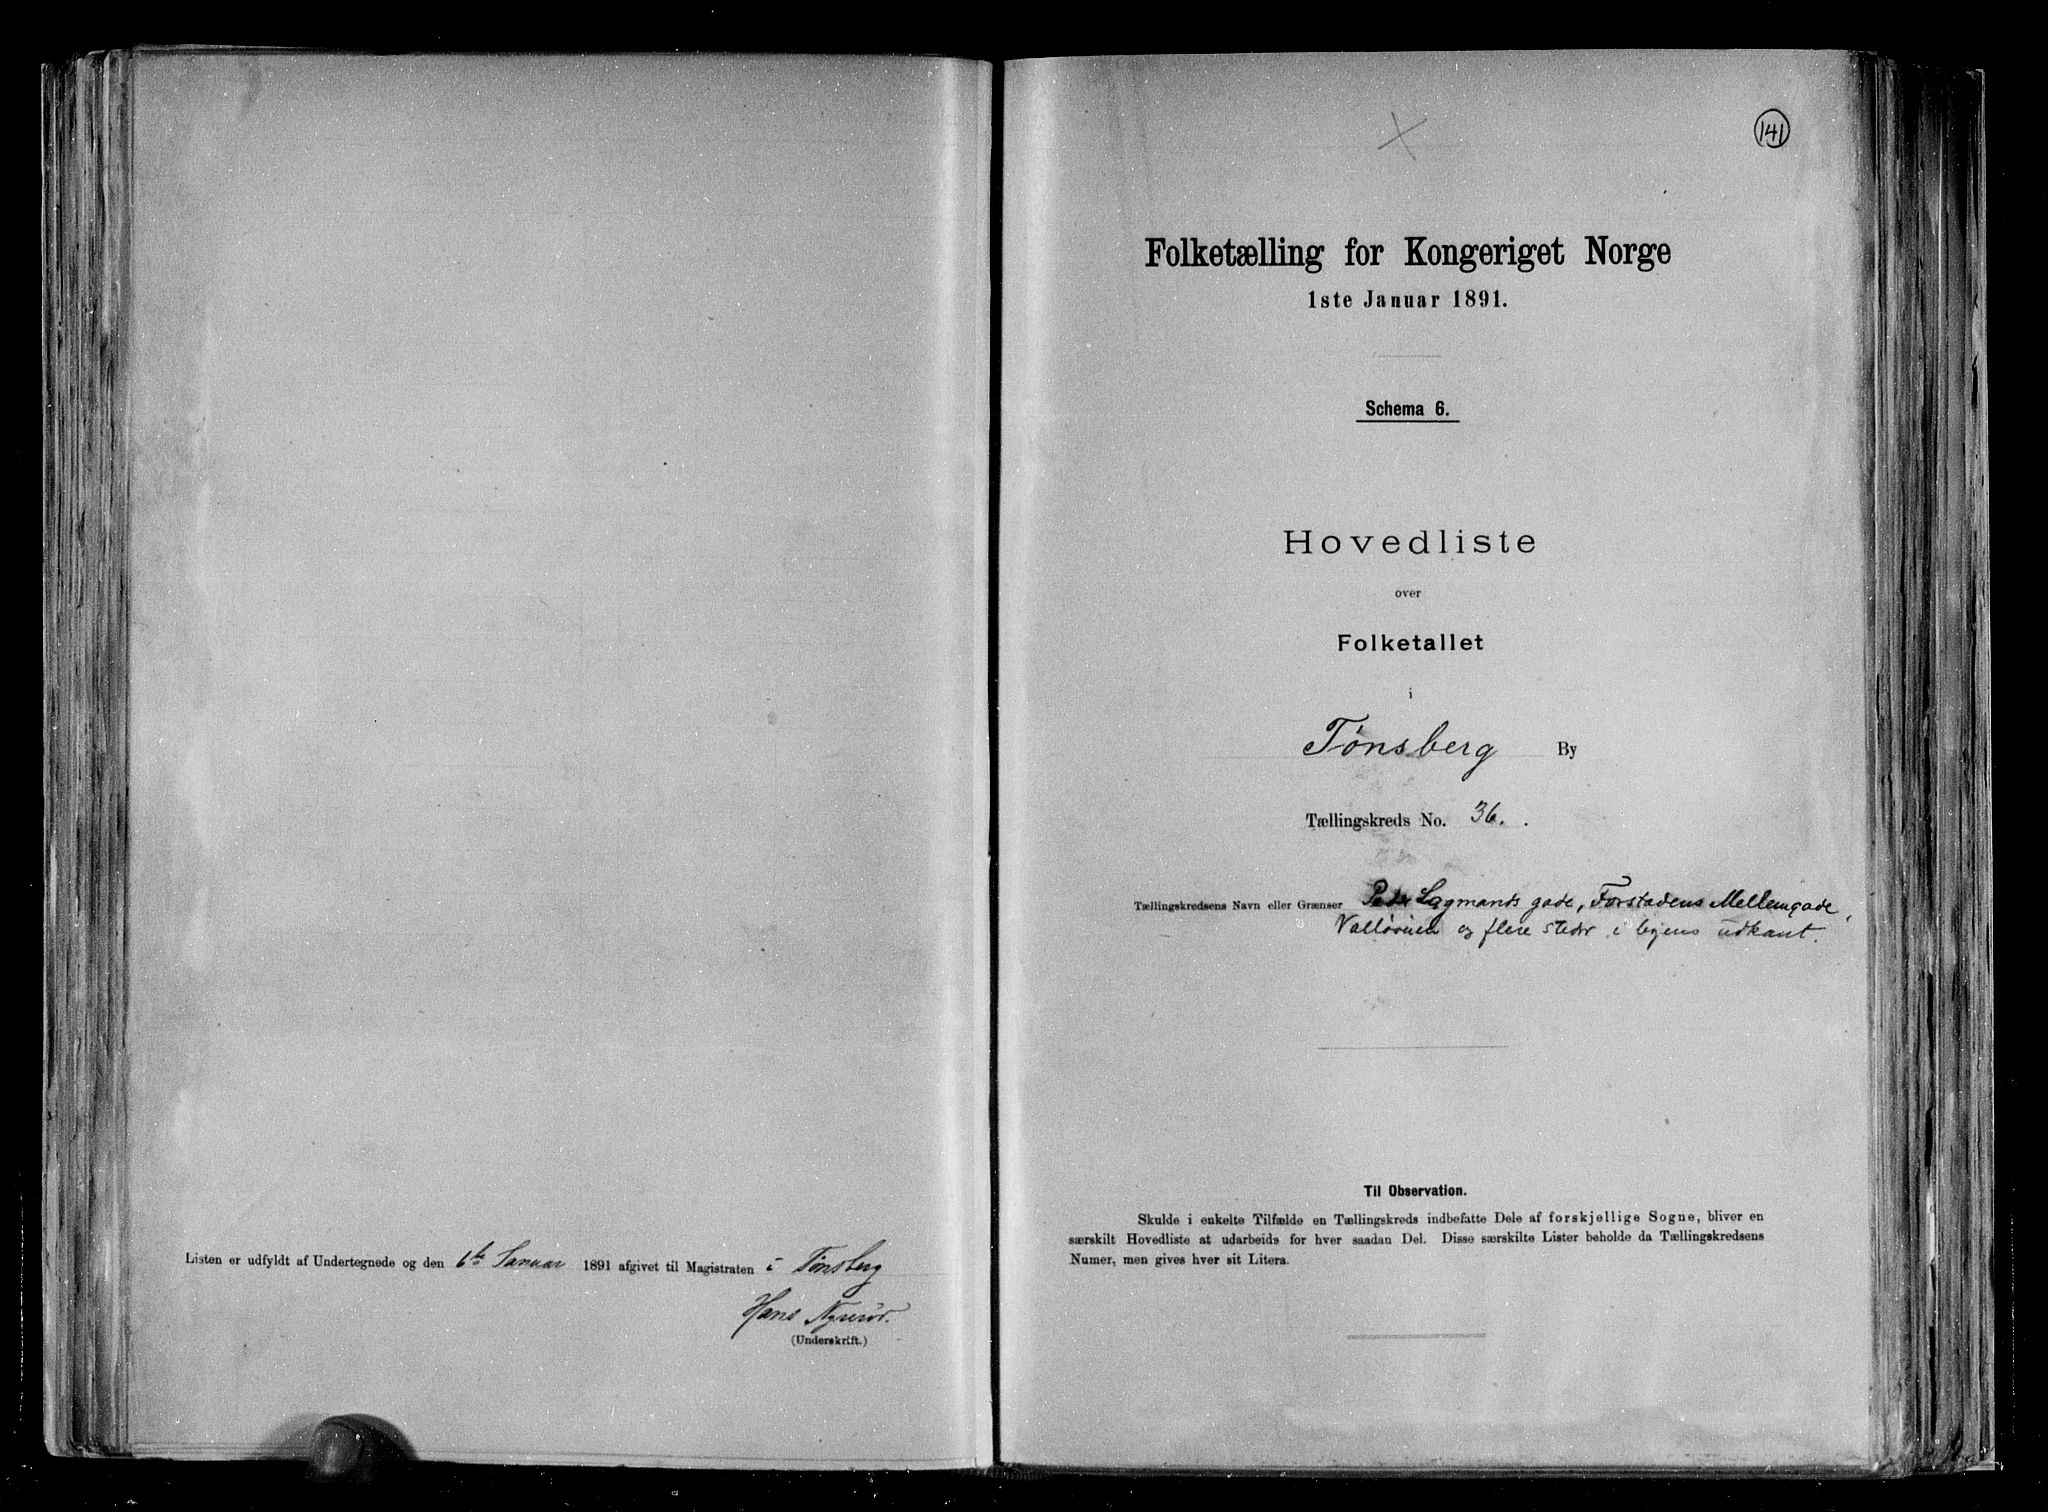 Listen er udfyldt af Undertegnede og den 6te Januar 1891 afgivet til Magistraten i Tønsberg
Hans
(Underskrift.)
141
Folketælling for Kongeriget Norge
1ste Januar 1891.
Schema 6.
Hovedliste
over
Folketallet
i
Tønsberg By
Tællingskreds No. 36.
Tællingskredsens Navn eller Grænser Peder Lagmands gade, Forstadens Mellemgade,
Valløveien og flere steder i byens udkant.
Til Observation.
Skulde i enkelte Tilfælde en Tællingskreds indbefatte Dele af forskjellige Sogne, bliver en
særskilt Hovedliste at udarbeids for hver saadan Del. Disse særskilte Lister beholde da Tællingskredsens
Numer, men gives hver sit Litera.